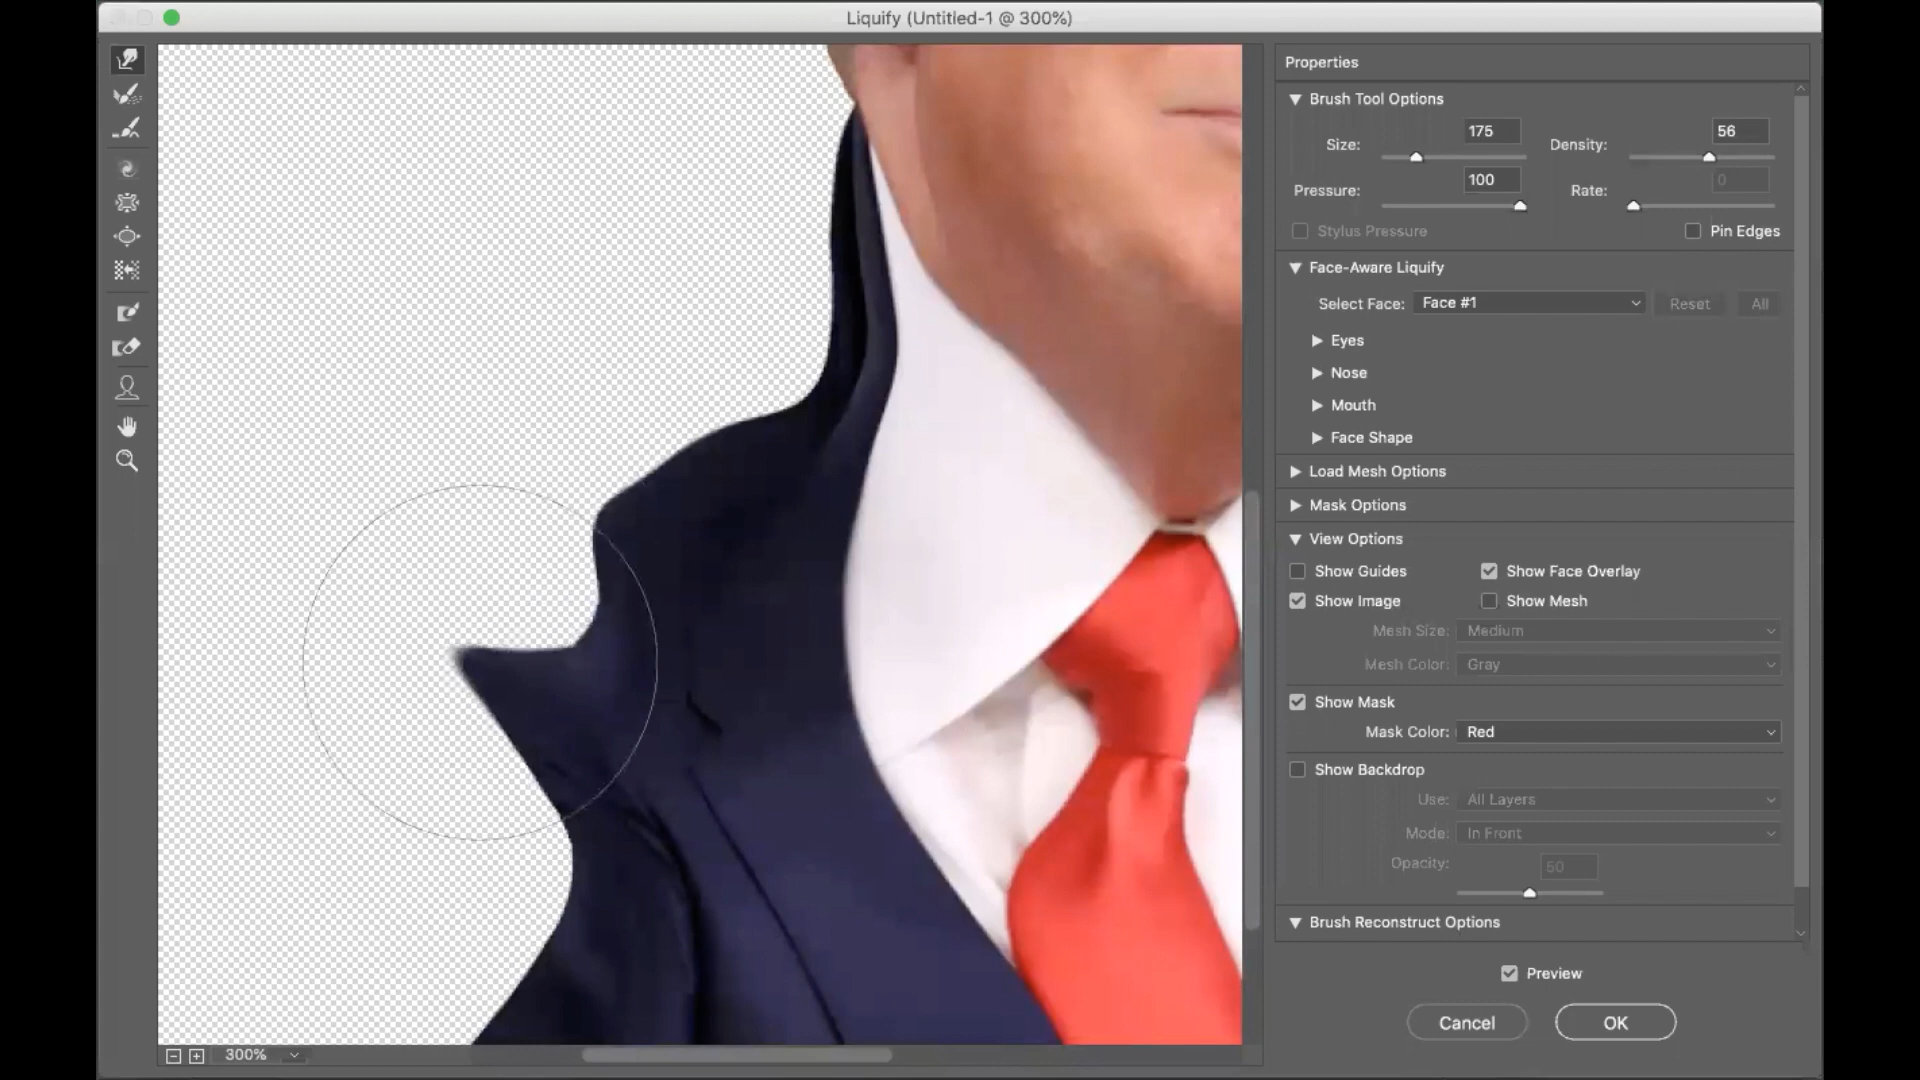 Liquify (Untitled-1 @ 300%)
Properties
Brush Tool Options
Size: 175 Density: 56
Pressure: 100 Rate: 0
Stylus Pressure Pin Edges
Face-Aware Liquify
Select Face: Face #1 Reset All
Eyes
Nose
Mouth
Face Shape
Load Mesh Options
Mask Options
View Options
Show Guides Show Face Overlay
Show Image Show Mesh
Mesh Size: Medium
Mesh Color: Gray
Show Mask
Mask Color: Red
Show Backdrop
Use: All Layers
Mode: In Front
Opacity: 50
Brush Reconstruct Options
Preview
Cancel OK
300%